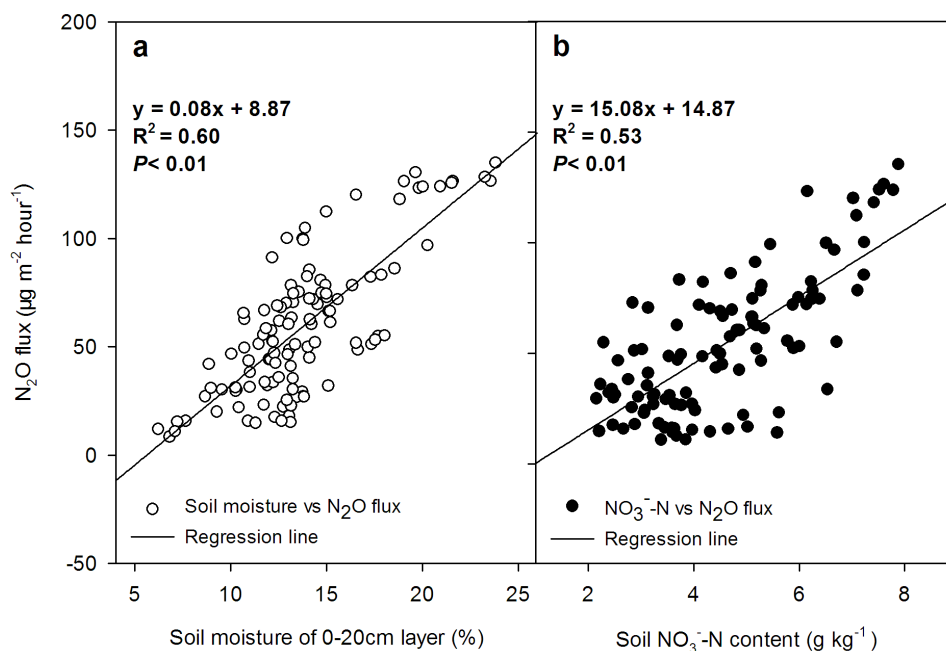 a
y = 0.08x + 8.87
R² = 0.60
P< 0.01
b
y = 15.08x + 14.87
R² = 0.53
P< 0.01
200
150
100
50
0
-50
N₂O flux (µg m⁻² hour⁻¹)
Soil moisture vs N₂O flux
Regression line
NO₃⁻-N vs N₂O flux
Regression line
5 10 15 20 25
2 4 6 8
Soil moisture of 0-20cm layer (%)
Soil NO₃⁻-N content (g kg⁻¹)